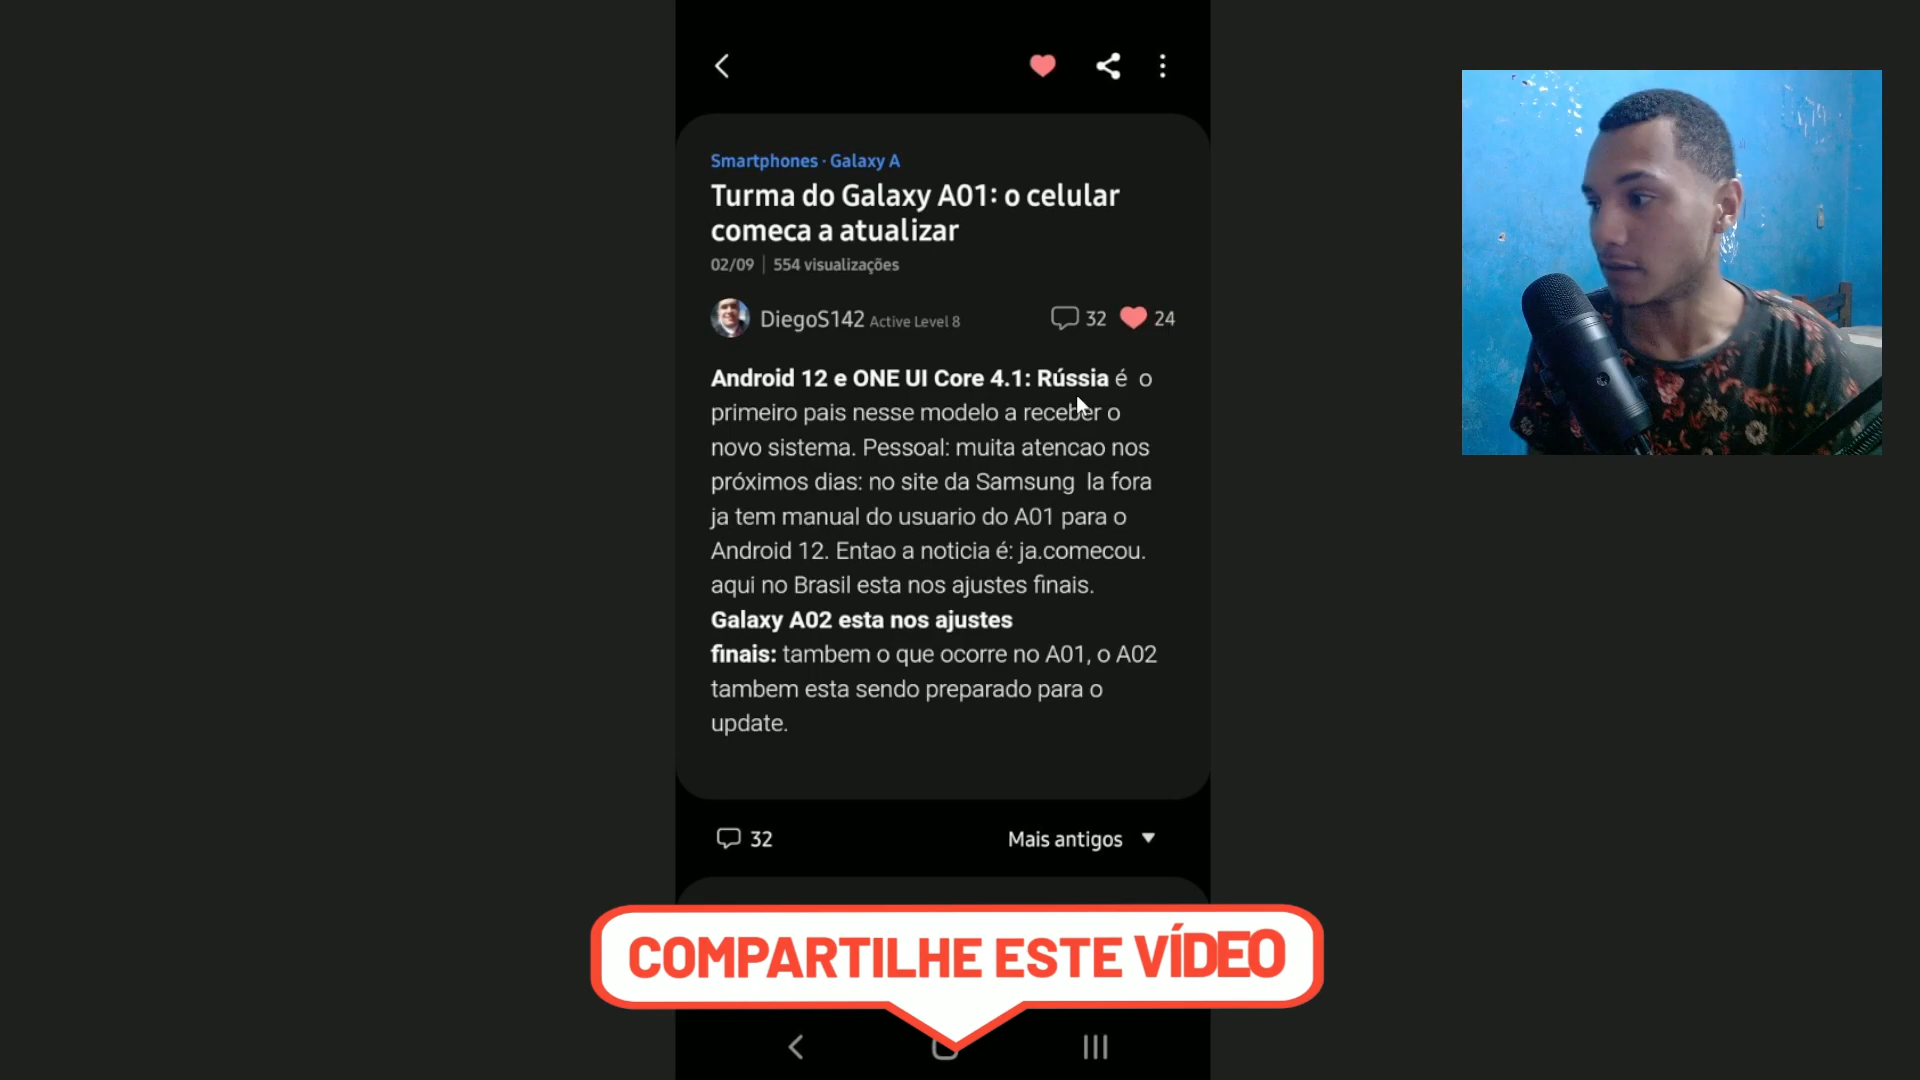 Smartphones · Galaxy A
Turma do Galaxy A01: o celular
comeca a atualizar
02/09 | 554 visualizações
DiegoS142 Active Level 8
32
24
Android 12 e ONE UI Core 4.1: Rússia é o
primeiro pais nesse modelo a receber o
novo sistema. Pessoal: muita atencao nos
próximos dias: no site da Samsung la fora
ja tem manual do usuario do A01 para o
Android 12. Entao a noticia é: ja.comecou.
aqui no Brasil esta nos ajustes finais.
Galaxy A02 esta nos ajustes
finais: tambem o que ocorre no A01, o A02
tambem esta sendo preparado para o
update.
32
Mais antigos
COMPARTILHE ESTE VÍDEO